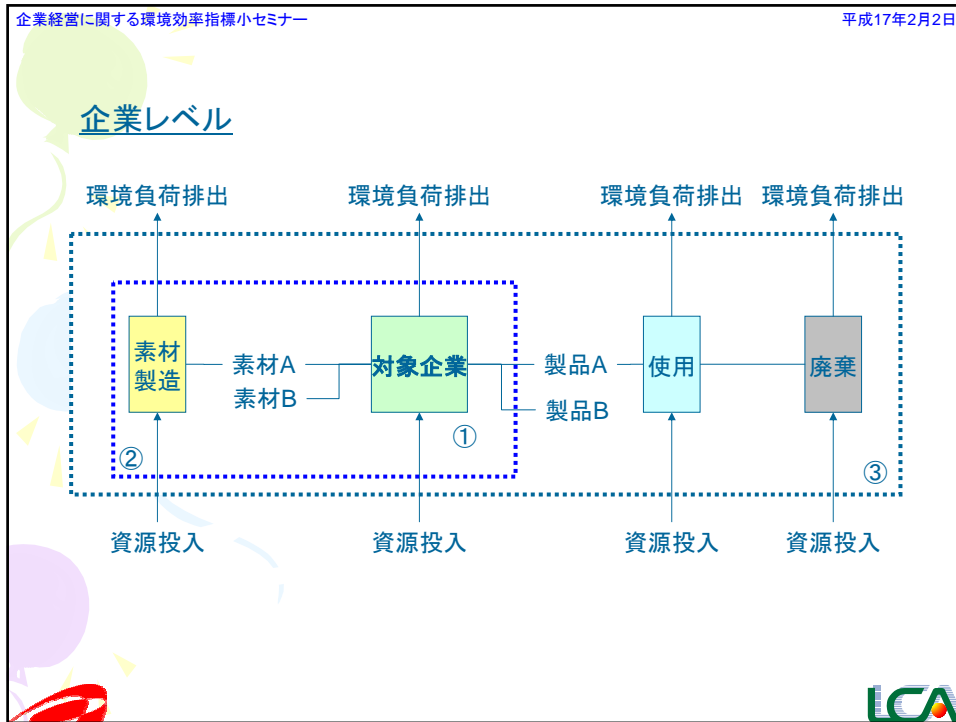 企業経営に関する環境効率指標小セミナー
平成17年2月2日
企業レベル
環境負荷排出
環境負荷排出
環境負荷排出
環境負荷排出
素材
製造
素材A
素材B
対象企業
製品A
製品B
使用
廃棄
①
②
③
資源投入
資源投入
資源投入
資源投入
LCA